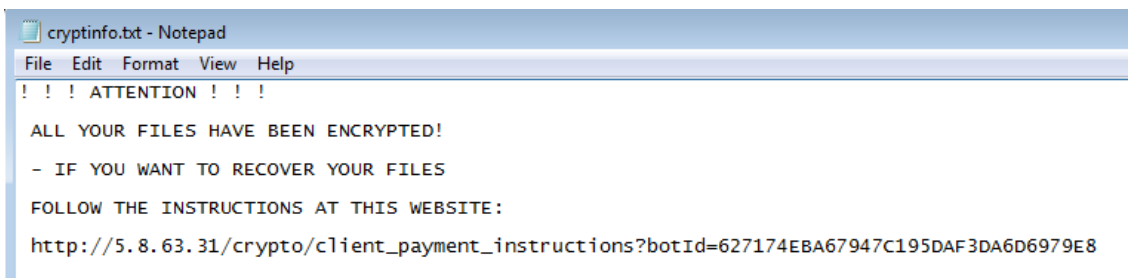 cryptinfo.txt - Notepad
File Edit Format View Help
! ! ! ATTENTION ! ! !
ALL YOUR FILES HAVE BEEN ENCRYPTED!
- IF YOU WANT TO RECOVER YOUR FILES
FOLLOW THE INSTRUCTIONS AT THIS WEBSITE:
http://5.8.63.31/crypto/client_payment_instructions?botId=627174EBA67947C195DAF3DA6D6979E8